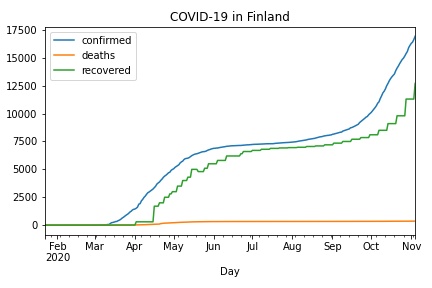 COVID-19 in Finland
17500
15000
12500
10000
7500
5000
2500
0
confirmed
deaths
recovered
Feb Mar Apr May Jun Jul Aug Sep Oct Nov
2020
Day